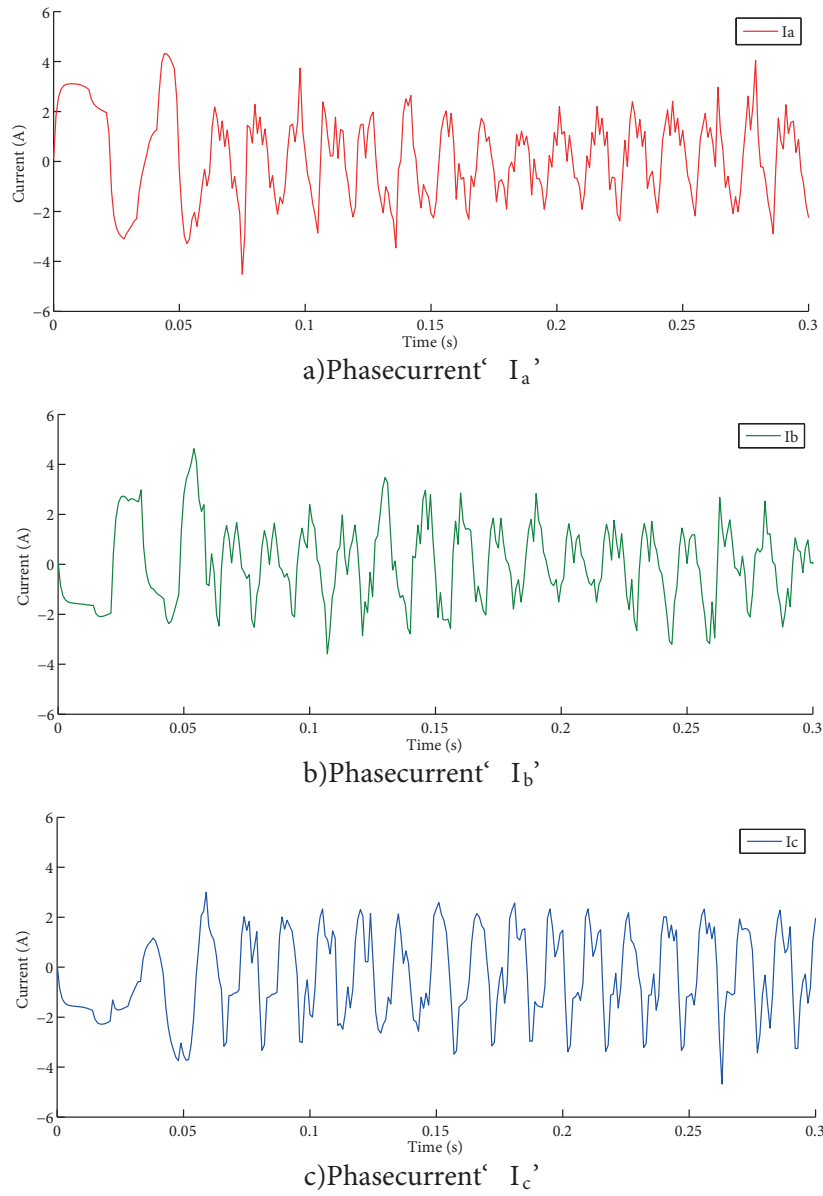 6
Ia
4
2
0
−2
−4
−6
Current (A)
0 0.05 0.1 0.15 0.2 0.25 0.3
Time (s)
a)Phasecurrent‘ Ia’
6
Ib
4
2
0
−2
−4
−6
Current (A)
0 0.05 0.1 0.15 0.2 0.25 0.3
Time (s)
b)Phasecurrent‘ Ib’
6
Ic
4
2
0
−2
−4
−6
Current (A)
0 0.05 0.1 0.15 0.2 0.25 0.3
Time (s)
c)Phasecurrent‘ Ic’